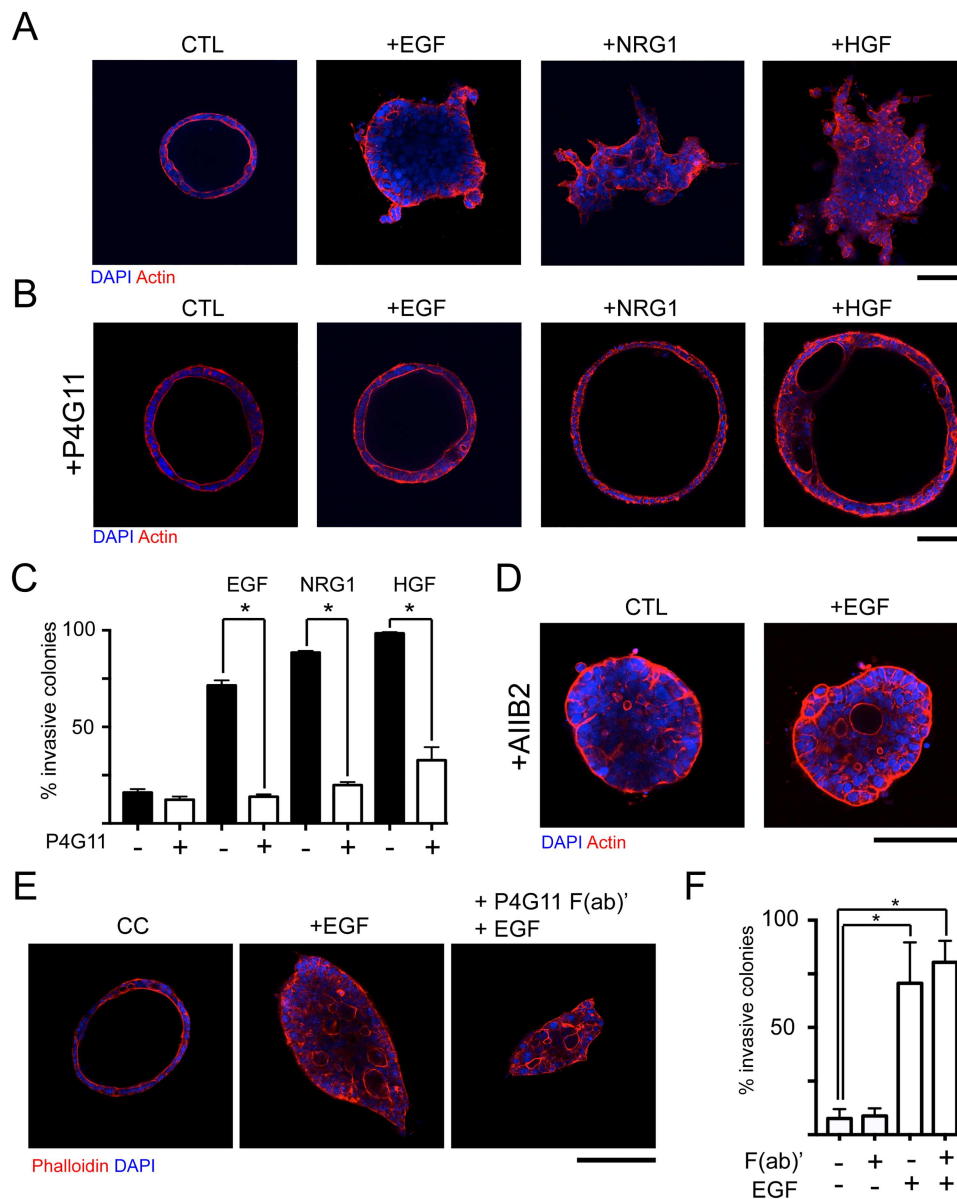 A
CTL +EGF +NRG1 +HGF
DAPI Actin
B
CTL +EGF +NRG1 +HGF
+P4G11
DAPI Actin
C
EGF NRG1 HGF
* * *
100
50
% invasive colonies
P4G11 - + - + - + - +
D
CTL +EGF
+AIIB2
DAPI Actin
E
+ P4G11 F(ab)'
CC +EGF + EGF
Phalloidin DAPI
F
*
*
100
50
% invasive colonies
F(ab)' - + - +
EGF - - + +